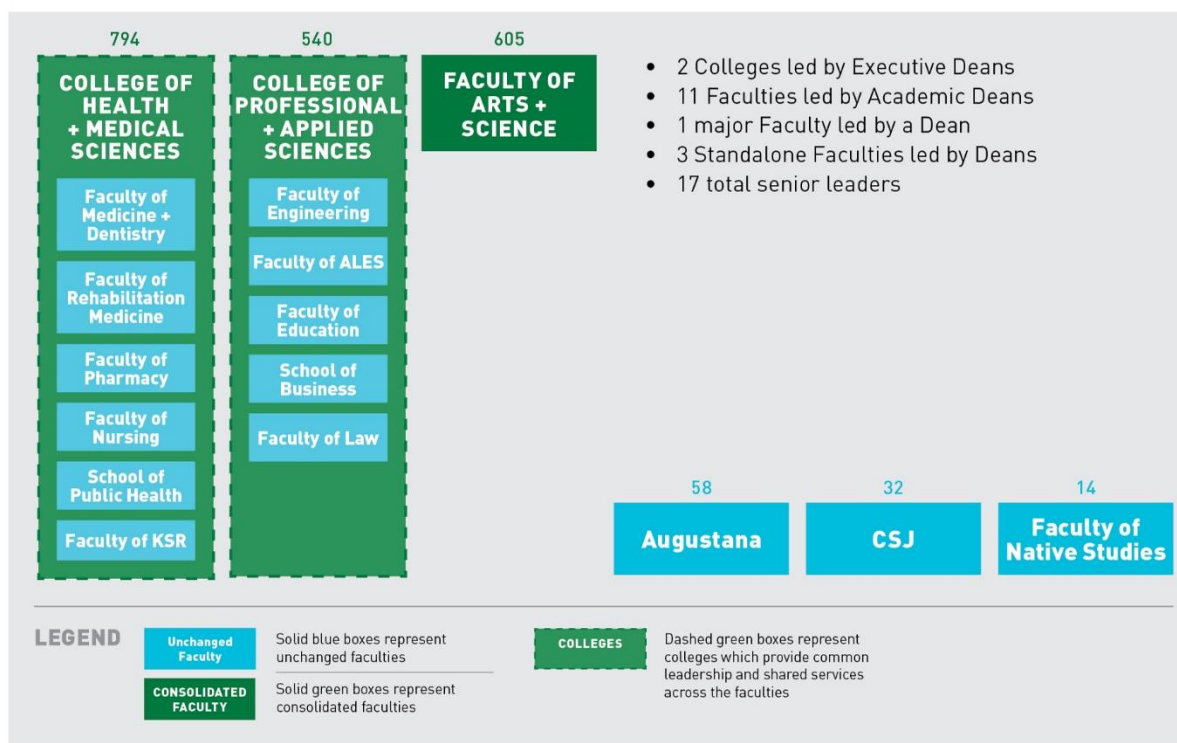 794
COLLEGE OF
HEALTH
+ MEDICAL
SCIENCES
Faculty of
Medicine +
Dentistry
Faculty of
Rehabilitation
Medicine
Faculty of
Pharmacy
Faculty of
Nursing
School of
Public Health
Faculty of KSR
540
COLLEGE OF
PROFESSIONAL
+ APPLIED
SCIENCES
Faculty of
Engineering
Faculty of ALES
Faculty of
Education
School of
Business
Faculty of Law
605
FACULTY OF
ARTS +
SCIENCE
• 2 Colleges led by Executive Deans
• 11 Faculties led by Academic Deans
• 1 major Faculty led by a Dean
• 3 Standalone Faculties led by Deans
• 17 total senior leaders
58
Augustana
32
CSJ
14
Faculty of
Native Studies
LEGEND
Unchanged
Faculty
Solid blue boxes represent
unchanged faculties
CONSOLIDATED
FACULTY
Solid green boxes represent
consolidated faculties
COLLEGES
Dashed green boxes represent
colleges which provide common
leadership and shared services
across the faculties